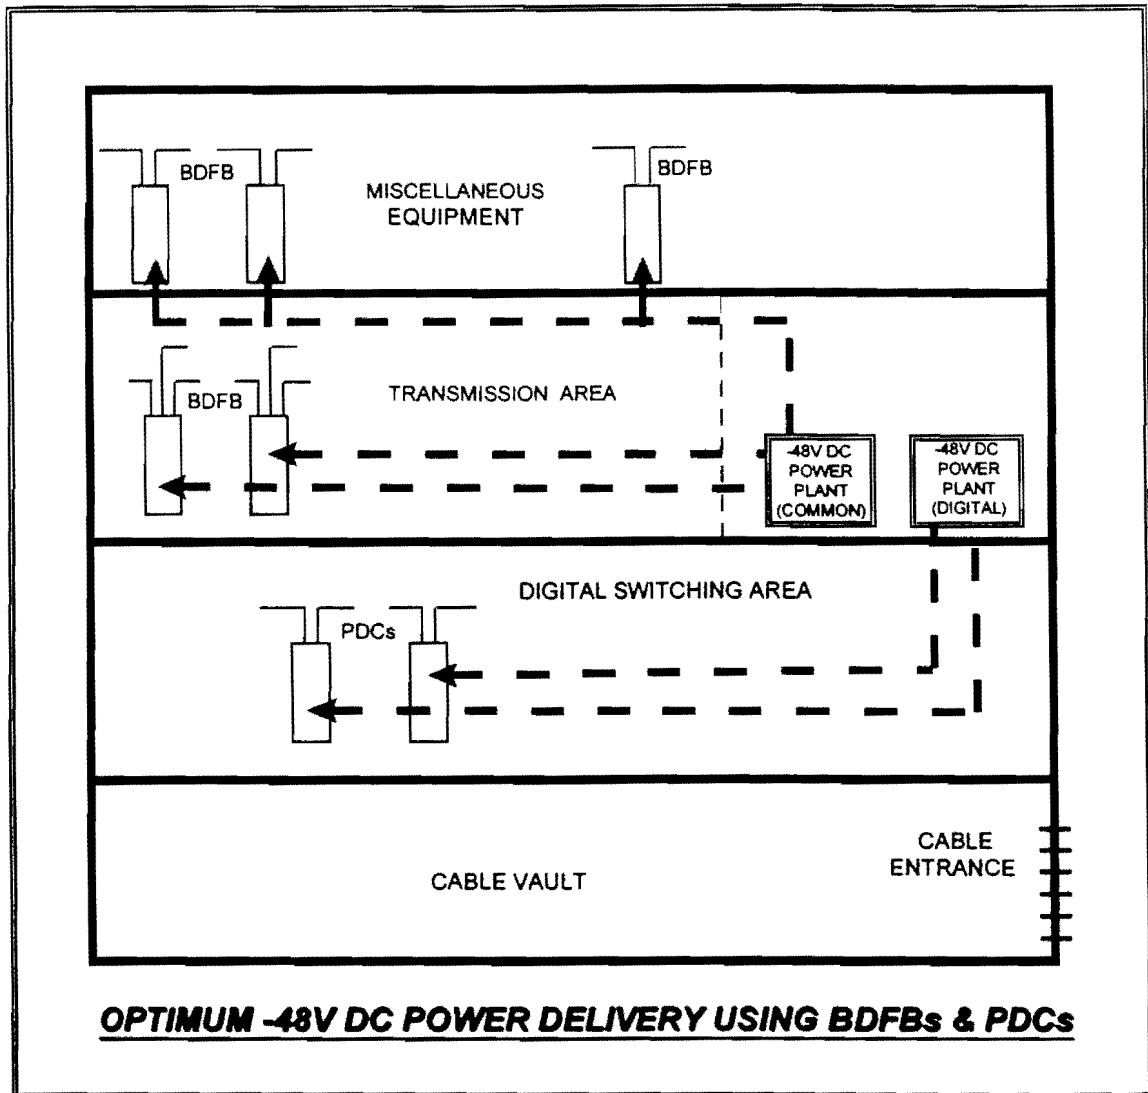 BDFB
BDFB
MISCELLANEOUS
EQUIPMENT
BDFB
TRANSMISSION AREA
-48V DC
POWER
PLANT
(COMMON)
-48V DC
POWER
PLANT
(DIGITAL)
DIGITAL SWITCHING AREA
PDCs
CABLE
ENTRANCE
CABLE VAULT
OPTIMUM -48V DC POWER DELIVERY USING BDFBs & PDCs